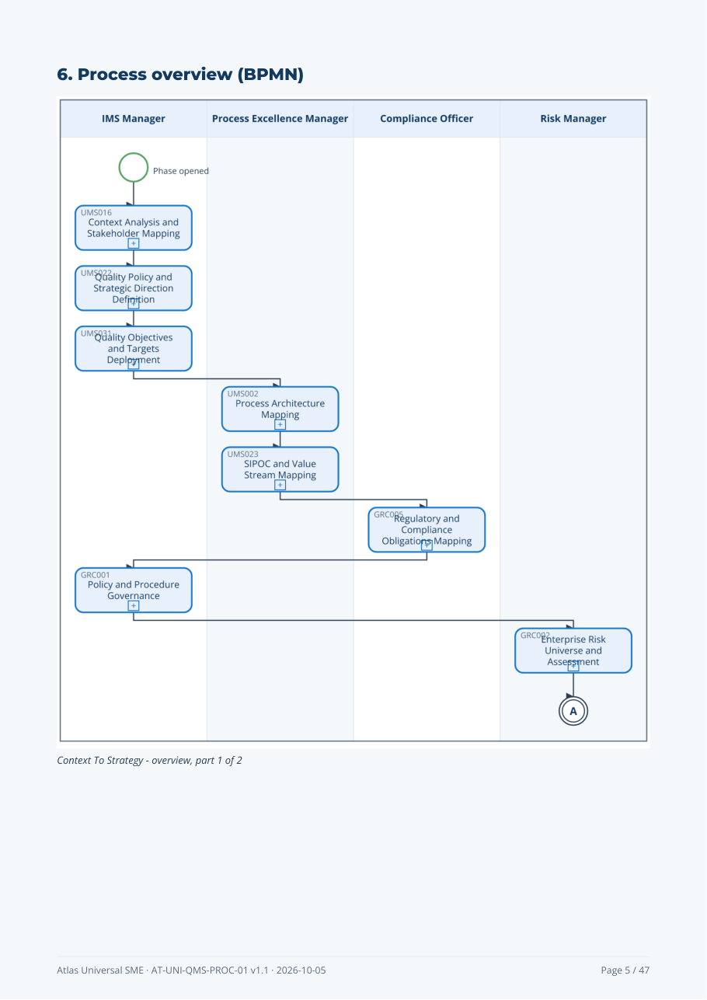 6. Process overview (BPMN)
IMS Manager
Process Excellence Manager
Compliance Officer
Risk Manager
Phase opened
UMS016
Context Analysis and
Stakeholder Mapping
+
UMS022
Quality Policy and
Strategic Direction
Definition
+
UMS031
Quality Objectives
and Targets
Deployment
+
UMS002
Process Architecture
Mapping
+
UMS023
SIPOC and Value
Stream Mapping
+
GRC005
Regulatory and
Compliance
Obligations Mapping
+
GRC001
Policy and Procedure
Governance
+
GRC002
Enterprise Risk
Universe and
Assessment
+
A
Context To Strategy - overview, part 1 of 2
Atlas Universal SME · AT-UNI-QMS-PROC-01 v1.1 · 2026-10-05
Page 5 / 47